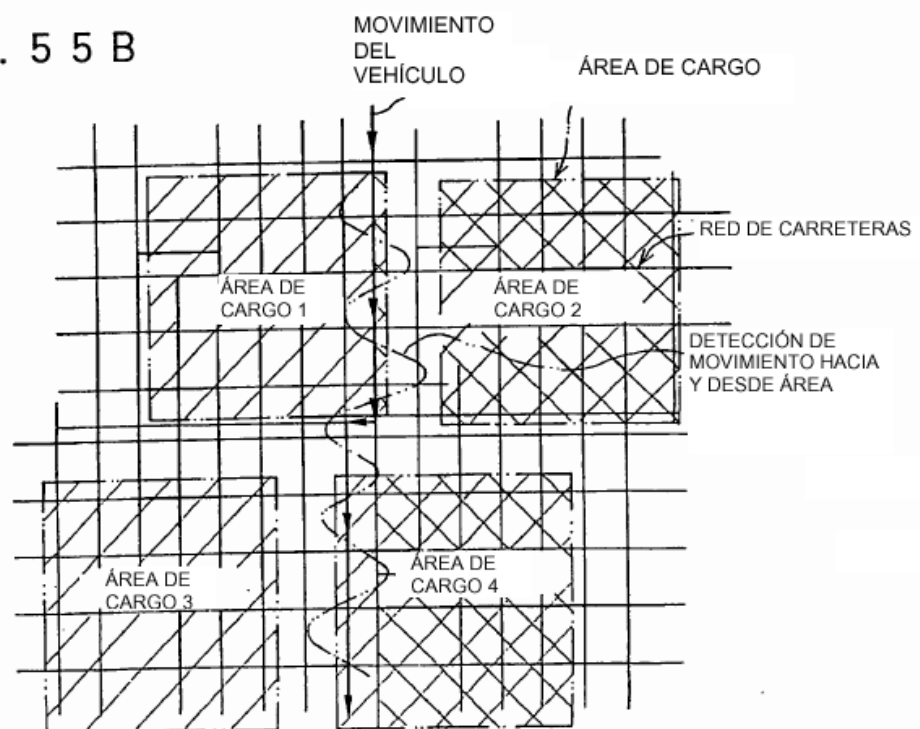 . 5 5 B
MOVIMIENTO
DEL
VEHÍCULO
ÁREA DE CARGO
RED DE CARRETERAS
ÁREA DE
CARGO 1
ÁREA DE
CARGO 2
DETECCIÓN DE
MOVIMIENTO HACIA
Y DESDE ÁREA
ÁREA DE
CARGO 3
ÁREA DE
CARGO 4